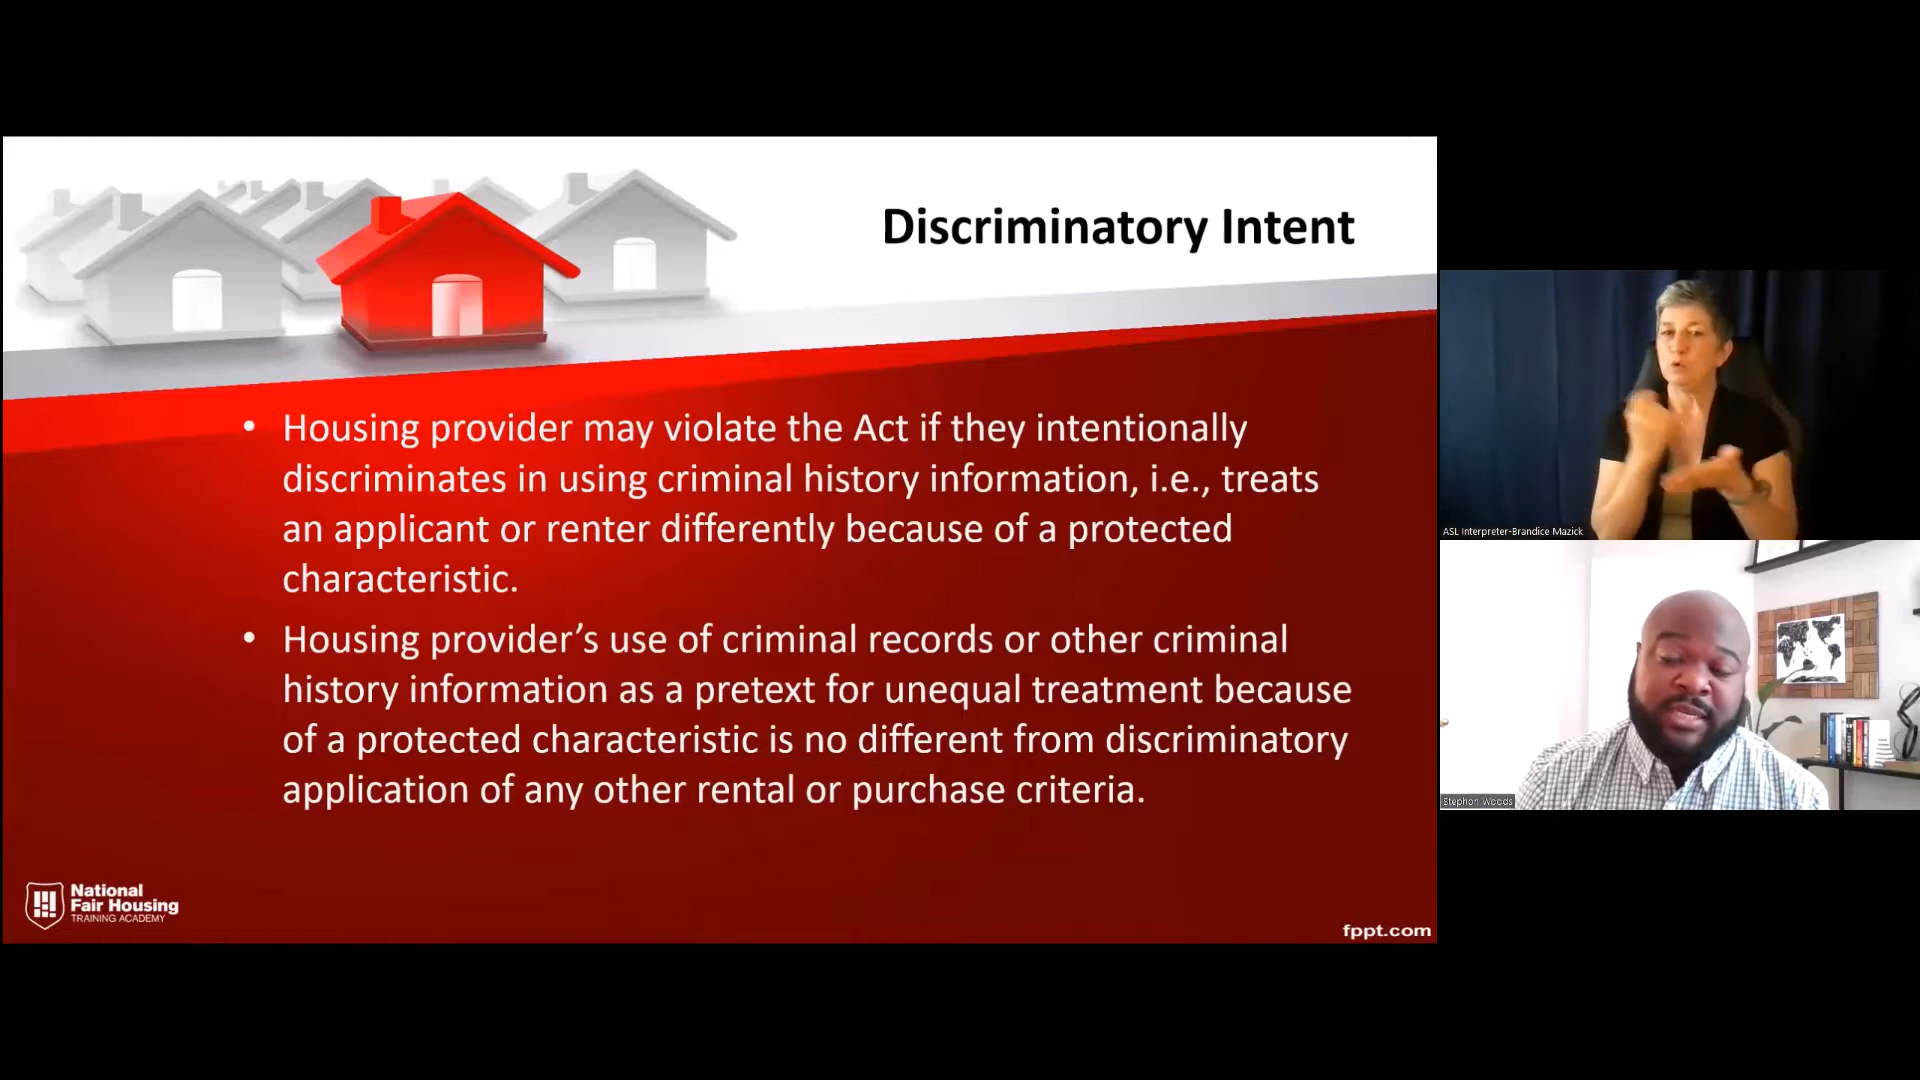 Discriminatory Intent
• Housing provider may violate the Act if they intentionally
discriminates in using criminal history information, i.e., treats
an applicant or renter differently because of a protected
characteristic.
• Housing provider’s use of criminal records or other criminal
history information as a pretext for unequal treatment because
of a protected characteristic is no different from discriminatory
application of any other rental or purchase criteria.
National
Fair Housing
TRAINING ACADEMY
fppt.com
ASL Interpreter-Brandice Mazick
Stephon Woods